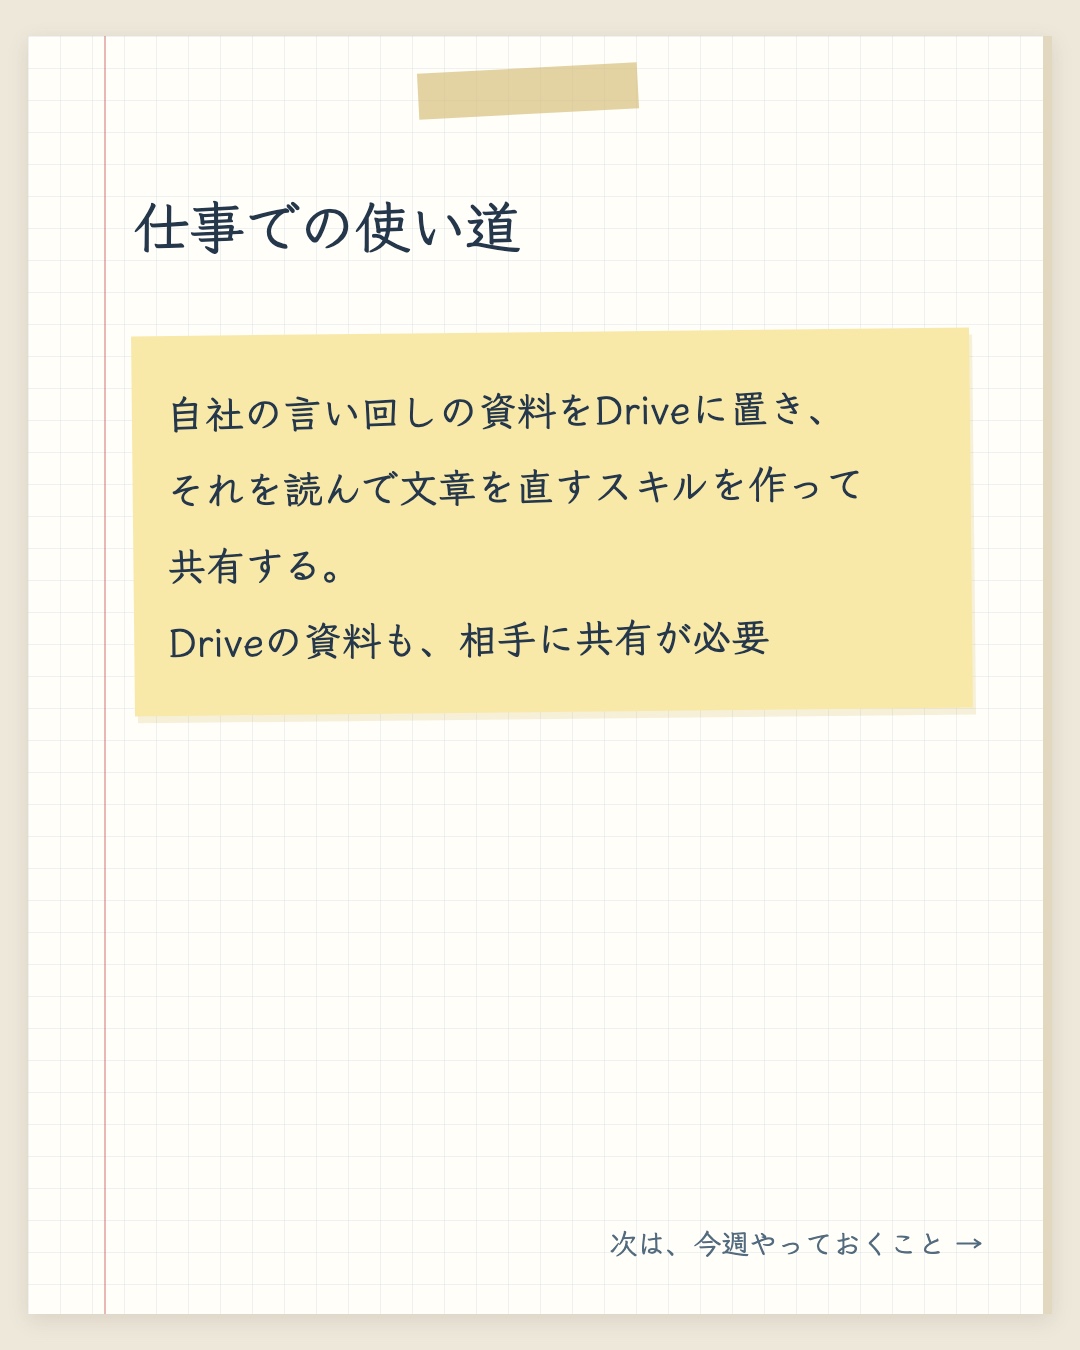 仕事での使い道
自社の言い回しの資料をDriveに置き、
それを読んで文章を直すスキルを作って
共有する。
Driveの資料も、相手に共有が必要
次は、今週やっておくこと →